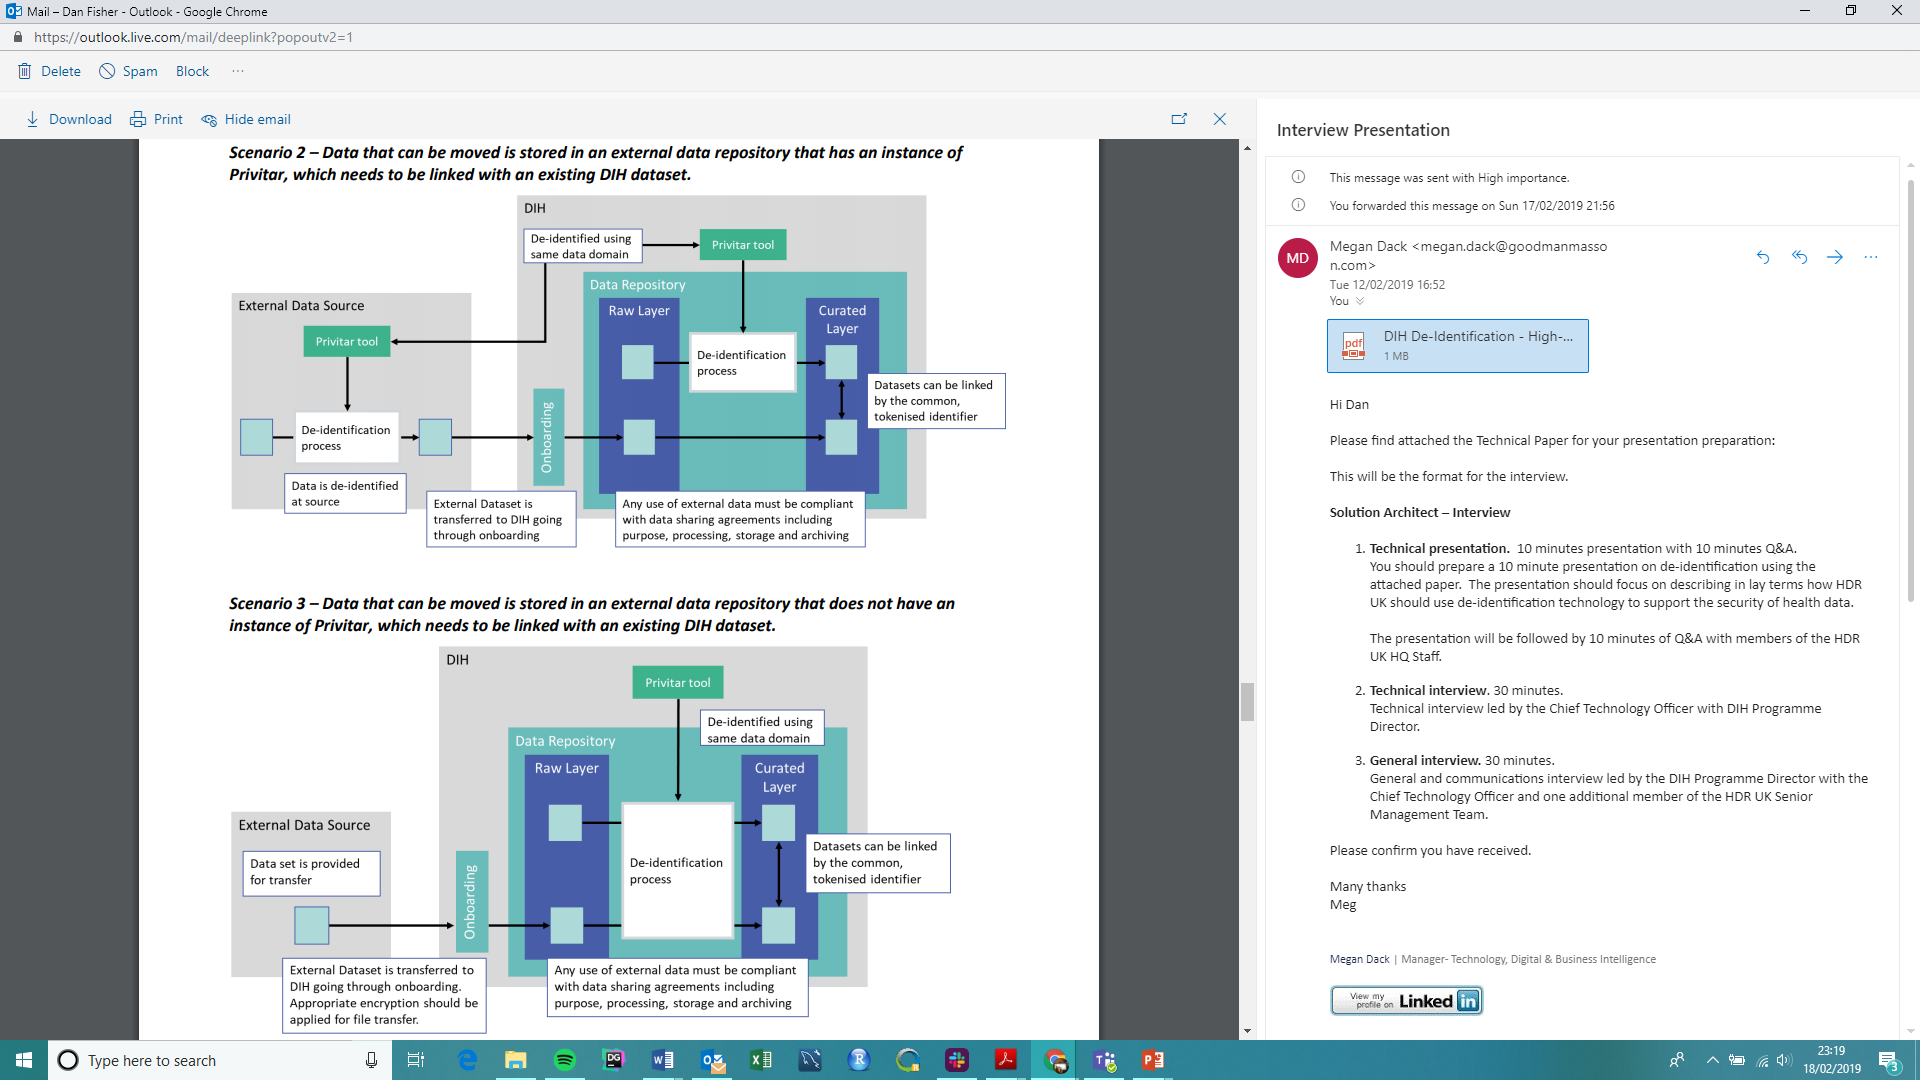 Mail – Dan Fisher - Outlook - Google Chrome
https://outlook.live.com/mail/deeplink?popoutv2=1
Delete
Spam
Block
Download
Print
Hide email
Scenario 2 – Data that can be moved is stored in an external data repository that has an instance of
Privitar, which needs to be linked with an existing DIH dataset.
DIH
De-identified using
same data domain
Privitar tool
Data Repository
Raw Layer
Curated
Layer
External Data Source
Privitar tool
De-identification
process
Datasets can be linked
by the common,
tokenised identifier
De-identification
process
Onboarding
Data is de-identified
at source
External Dataset is
transferred to DIH going
through onboarding
Any use of external data must be compliant
with data sharing agreements including
purpose, processing, storage and archiving
Scenario 3 – Data that can be moved is stored in an external data repository that does not have an
instance of Privitar, which needs to be linked with an existing DIH dataset.
DIH
Privitar tool
De-identified using
same data domain
Data Repository
Raw Layer
Curated
Layer
External Data Source
Data set is provided
for transfer
Onboarding
De-identification
process
Datasets can be linked
by the common,
tokenised identifier
External Dataset is transferred to
DIH going through onboarding.
Appropriate encryption should be
applied for file transfer.
Any use of external data must be compliant
with data sharing agreements including
purpose, processing, storage and archiving
Interview Presentation
This message was sent with High importance.
You forwarded this message on Sun 17/02/2019 21:56
MD
Megan Dack <megan.dack@goodmanmasso
n.com>
Tue 12/02/2019 16:52
You
pdf
DIH De-Identification - High-...
1 MB
Hi Dan
Please find attached the Technical Paper for your presentation preparation:
This will be the format for the interview.
Solution Architect – Interview
1. Technical presentation. 10 minutes presentation with 10 minutes Q&A.
You should prepare a 10 minute presentation on de-identification using the
attached paper. The presentation should focus on describing in lay terms how HDR
UK should use de-identification technology to support the security of health data.
The presentation will be followed by 10 minutes of Q&A with members of the HDR
UK HQ Staff.
2. Technical interview. 30 minutes.
Technical interview led by the Chief Technology Officer with DIH Programme
Director.
3. General interview. 30 minutes.
General and communications interview led by the DIH Programme Director with the
Chief Technology Officer and one additional member of the HDR UK Senior
Management Team.
Please confirm you have received.
Many thanks
Meg
Megan Dack | Manager- Technology, Digital & Business Intelligence
View my
profile on
Linked in
Type here to search
DG
23:19
18/02/2019
3